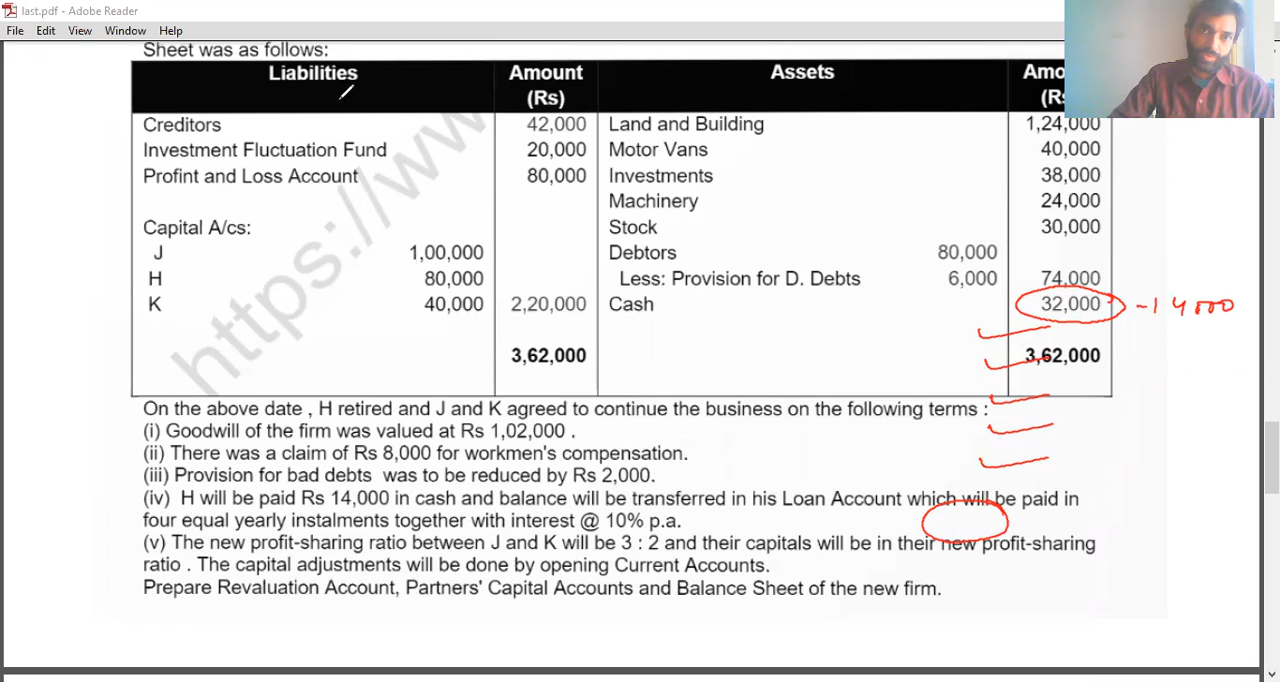 last.pdf - Adobe Reader
File Edit View Window Help
Sheet was as follows:
Liabilities Amount (Rs) Assets Amo (R
Creditors 42,000 Land and Building 1,24,000
Investment Fluctuation Fund 20,000 Motor Vans 40,000
Profint and Loss Account 80,000 Investments 38,000
Machinery 24,000
Capital A/cs: Stock 30,000
J 1,00,000 Debtors 80,000
H 80,000 Less: Provision for D. Debts 6,000 74,000
K 40,000 2,20,000 Cash 32,000 -14000
3,62,000 3,62,000
https://www.
On the above date , H retired and J and K agreed to continue the business on the following terms :
(i) Goodwill of the firm was valued at Rs 1,02,000 .
(ii) There was a claim of Rs 8,000 for workmen's compensation.
(iii) Provision for bad debts was to be reduced by Rs 2,000.
(iv) H will be paid Rs 14,000 in cash and balance will be transferred in his Loan Account which will be paid in
four equal yearly instalments together with interest @ 10% p.a.
(v) The new profit-sharing ratio between J and K will be 3 : 2 and their capitals will be in their new profit-sharing
ratio . The capital adjustments will be done by opening Current Accounts.
Prepare Revaluation Account, Partners' Capital Accounts and Balance Sheet of the new firm.